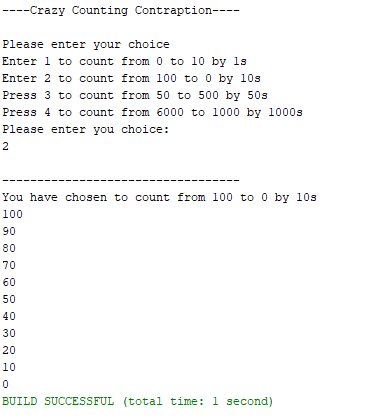 ----Crazy Counting Contraption----
Please enter your choice
Enter 1 to count from 0 to 10 by 1s
Enter 2 to count from 100 to 0 by 10s
Press 3 to count from 50 to 500 by 50s
Press 4 to count from 6000 to 1000 by 1000s
Please enter you choice:
2
----------------------------------
You have chosen to count from 100 to 0 by 10s
100
90
80
70
60
50
40
30
20
10
0
BUILD SUCCESSFUL (total time: 1 second)